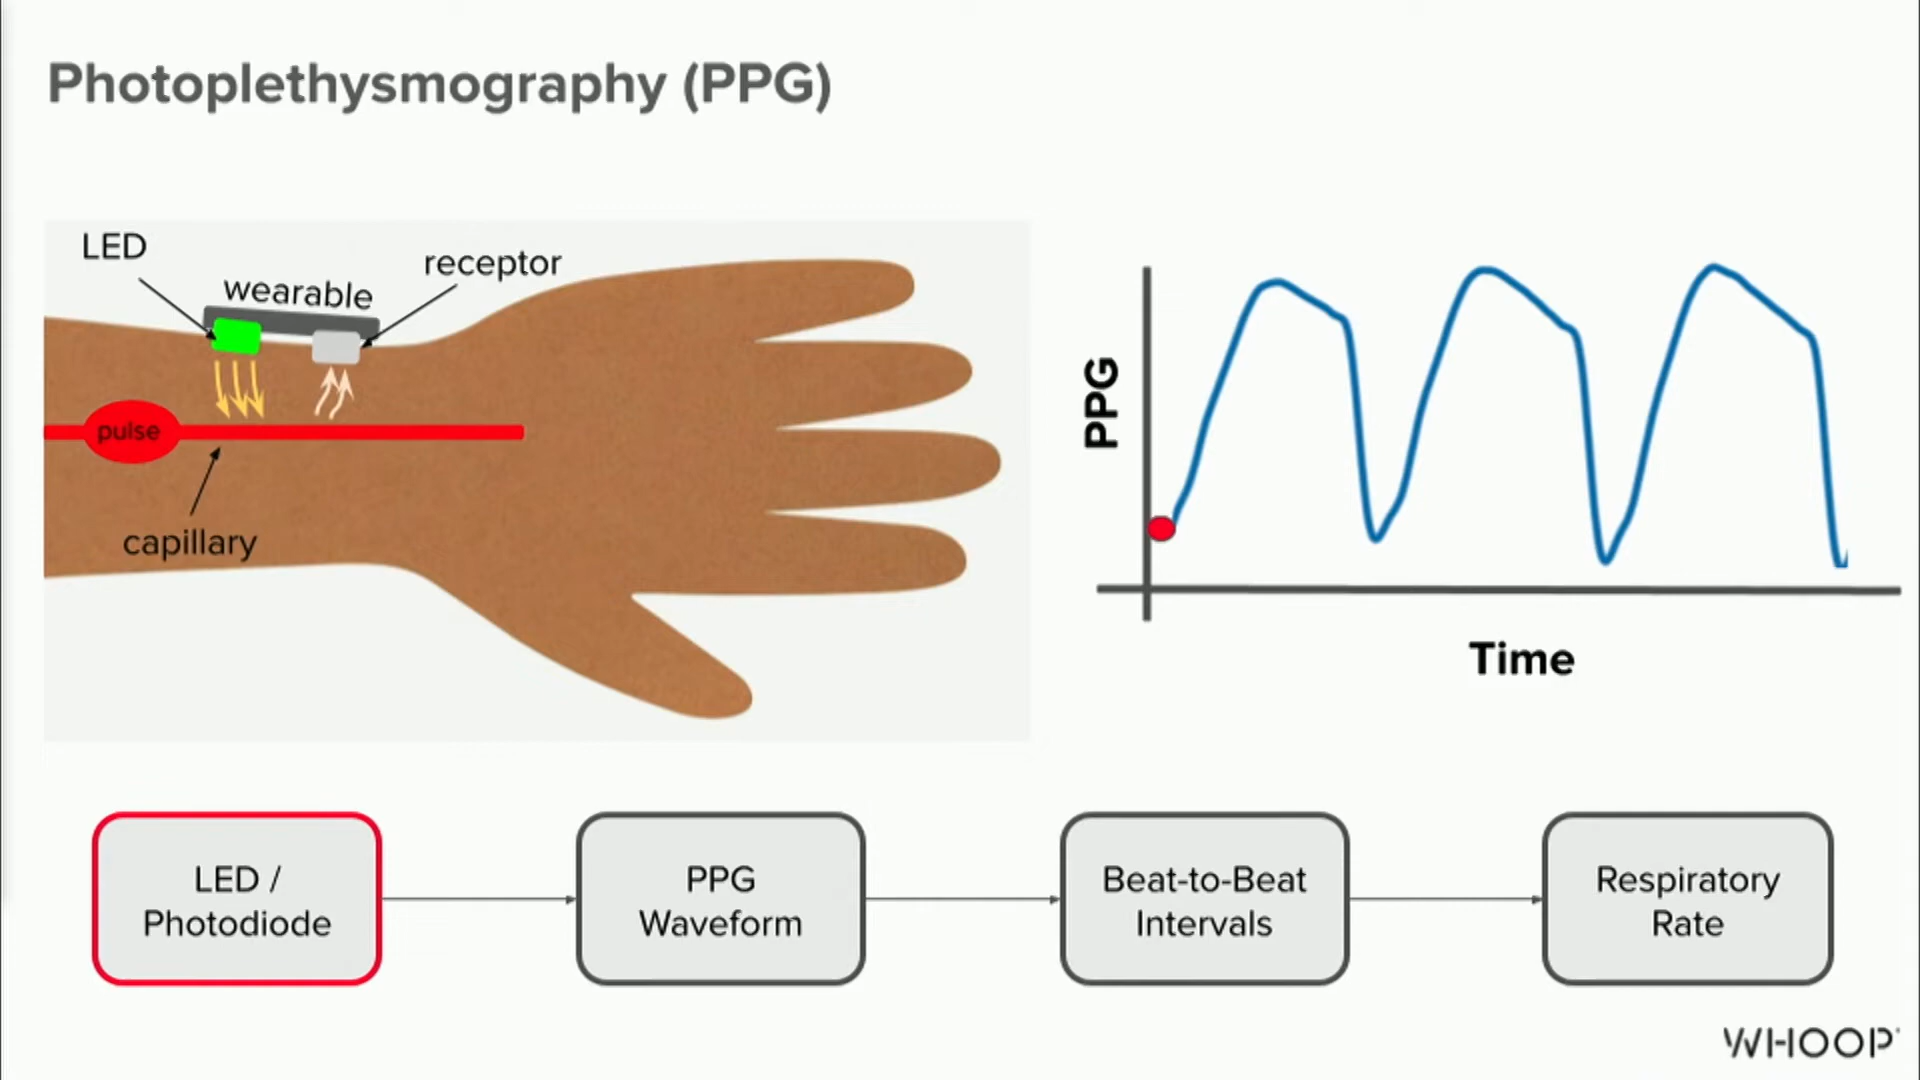 Photoplethysmography (PPG)
LED
wearable
receptor
pulse
capillary
PPG
Time
LED /
Photodiode
PPG
Waveform
Beat-to-Beat
Intervals
Respiratory
Rate
WHOOP